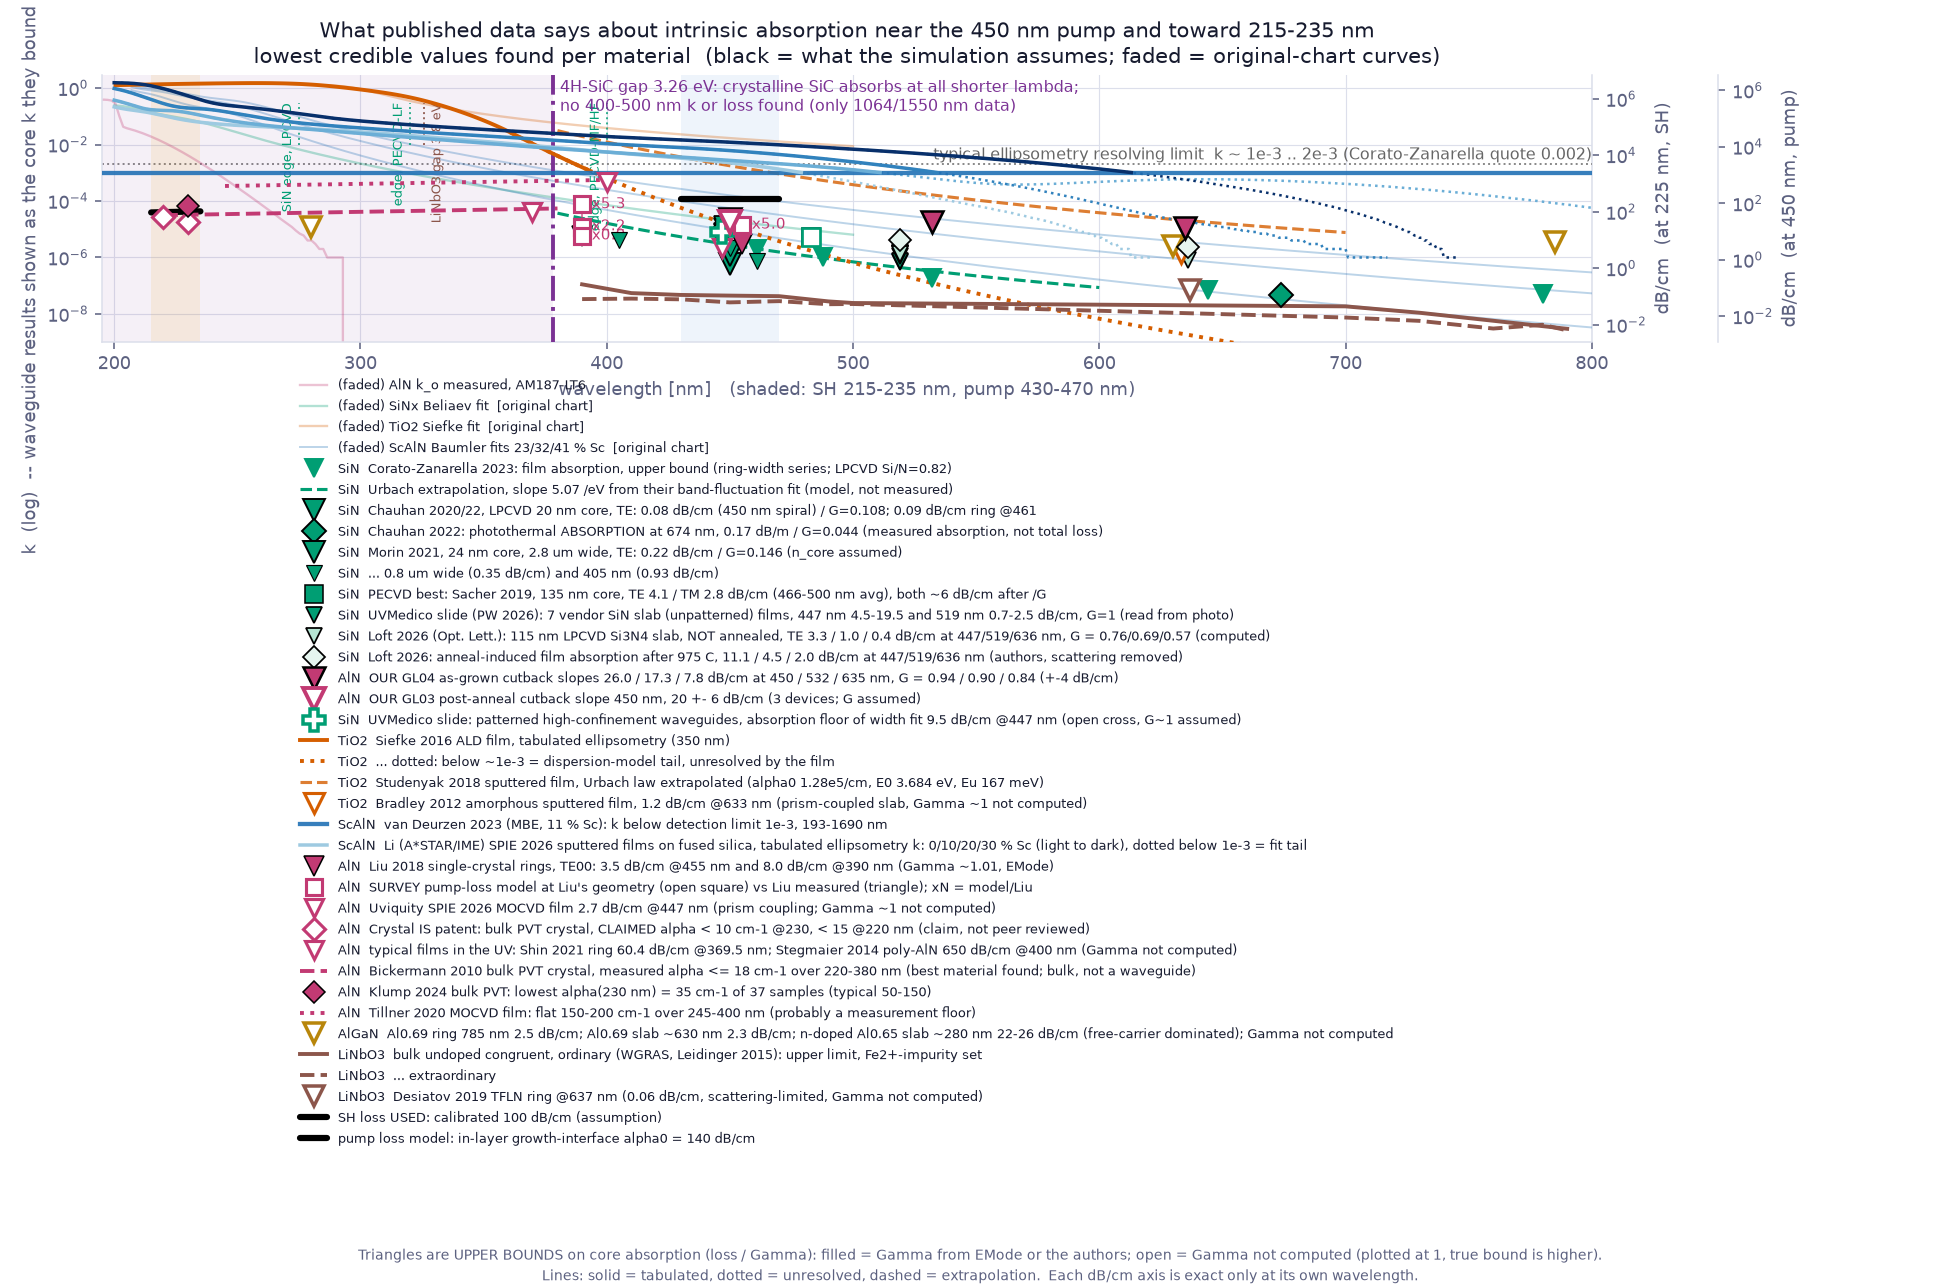 What published data says about intrinsic absorption near the 450 nm pump and toward 215-235 nm
lowest credible values found per material  (black = what the simulation assumes; faded = original-chart curves)
k  (log)   -- waveguide results shown as the core k they bound
10⁰
10⁻²
10⁻⁴
10⁻⁶
10⁻⁸
4H-SiC gap 3.26 eV: crystalline SiC absorbs at all shorter lambda;
no 400-500 nm k or loss found (only 1064/1550 nm data)
typical ellipsometry resolving limit  k ~ 1e-3 .. 2e-3 (Corato-Zanarella quote 0.002)
SiN edge, LPCVD
edge, PECVD-LF
LiNbO3 gap 3.8 eV
x5.3
x2.2
x5.0
10⁶
10⁴
10²
10⁰
10⁻²
dB/cm  (at 225 nm, SH)
10⁶
10⁴
10²
10⁰
10⁻²
dB/cm  (at 450 nm, pump)
200
300
400
500
600
700
800
wavelength [nm]   (shaded: SH 215-235 nm, pump 430-470 nm)
(faded) AlN k_o measured, AM187-LT6
(faded) SiNx Beliaev fit  [original chart]
(faded) TiO2 Siefke fit  [original chart]
(faded) ScAlN Baumler fits 23/32/41 % Sc  [original chart]
SiN  Corato-Zanarella 2023: film absorption, upper bound (ring-width series; LPCVD Si/N=0.82)
SiN  Urbach extrapolation, slope 5.07 /eV from their band-fluctuation fit (model, not measured)
SiN  Chauhan 2020/22, LPCVD 20 nm core, TE: 0.08 dB/cm (450 nm spiral) / G=0.108; 0.09 dB/cm ring @461
SiN  Chauhan 2022: photothermal ABSORPTION at 674 nm, 0.17 dB/m / G=0.044 (measured absorption, not total loss)
SiN  Morin 2021, 24 nm core, 2.8 um wide, TE: 0.22 dB/cm / G=0.146 (n_core assumed)
SiN  ... 0.8 um wide (0.35 dB/cm) and 405 nm (0.93 dB/cm)
SiN  PECVD best: Sacher 2019, 135 nm core, TE 4.1 / TM 2.8 dB/cm (466-500 nm avg), both ~6 dB/cm after /G
SiN  UVMedico slide (PW 2026): 7 vendor SiN slab (unpatterned) films, 447 nm 4.5-19.5 and 519 nm 0.7-2.5 dB/cm, G=1 (read from photo)
SiN  Loft 2026 (Opt. Lett.): 115 nm LPCVD Si3N4 slab, NOT annealed, TE 3.3 / 1.0 / 0.4 dB/cm at 447/519/636 nm, G = 0.76/0.69/0.57 (computed)
SiN  Loft 2026: anneal-induced film absorption after 975 C, 11.1 / 4.5 / 2.0 dB/cm at 447/519/636 nm (authors, scattering removed)
AlN  OUR GL04 as-grown cutback slopes 26.0 / 17.3 / 7.8 dB/cm at 450 / 532 / 635 nm, G = 0.94 / 0.90 / 0.84 (+-4 dB/cm)
AlN  OUR GL03 post-anneal cutback slope 450 nm, 20 +- 6 dB/cm (3 devices; G assumed)
SiN  UVMedico slide: patterned high-confinement waveguides, absorption floor of width fit 9.5 dB/cm @447 nm (open cross, G~1 assumed)
TiO2  Siefke 2016 ALD film, tabulated ellipsometry (350 nm)
TiO2  ... dotted: below ~1e-3 = dispersion-model tail, unresolved by the film
TiO2  Studenyak 2018 sputtered film, Urbach law extrapolated (alpha0 1.28e5/cm, E0 3.684 eV, Eu 167 meV)
TiO2  Bradley 2012 amorphous sputtered film, 1.2 dB/cm @633 nm (prism-coupled slab, Gamma ~1 not computed)
ScAlN  van Deurzen 2023 (MBE, 11 % Sc): k below detection limit 1e-3, 193-1690 nm
ScAlN  Li (A*STAR/IME) SPIE 2026 sputtered films on fused silica, tabulated ellipsometry k: 0/10/20/30 % Sc (light to dark), dotted below 1e-3 = fit tail
AlN  Liu 2018 single-crystal rings, TE00: 3.5 dB/cm @455 nm and 8.0 dB/cm @390 nm (Gamma ~1.01, EMode)
AlN  SURVEY pump-loss model at Liu's geometry (open square) vs Liu measured (triangle); xN = model/Liu
AlN  Uviquity SPIE 2026 MOCVD film 2.7 dB/cm @447 nm (prism coupling; Gamma ~1 not computed)
AlN  Crystal IS patent: bulk PVT crystal, CLAIMED alpha < 10 cm-1 @230, < 15 @220 nm (claim, not peer reviewed)
AlN  typical films in the UV: Shin 2021 ring 60.4 dB/cm @369.5 nm; Stegmaier 2014 poly-AlN 650 dB/cm @400 nm (Gamma not computed)
AlN  Bickermann 2010 bulk PVT crystal, measured alpha <= 18 cm-1 over 220-380 nm (best material found; bulk, not a waveguide)
AlN  Klump 2024 bulk PVT: lowest alpha(230 nm) = 35 cm-1 of 37 samples (typical 50-150)
AlN  Tillner 2020 MOCVD film: flat 150-200 cm-1 over 245-400 nm (probably a measurement floor)
AlGaN  Al0.69 ring 785 nm 2.5 dB/cm; Al0.69 slab ~630 nm 2.3 dB/cm; n-doped Al0.65 slab ~280 nm 22-26 dB/cm (free-carrier dominated); Gamma not computed
LiNbO3  bulk undoped congruent, ordinary (WGRAS, Leidinger 2015): upper limit, Fe2+-impurity set
LiNbO3  ... extraordinary
LiNbO3  Desiatov 2019 TFLN ring @637 nm (0.06 dB/cm, scattering-limited, Gamma not computed)
SH loss USED: calibrated 100 dB/cm (assumption)
pump loss model: in-layer growth-interface alpha0 = 140 dB/cm
Triangles are UPPER BOUNDS on core absorption (loss / Gamma): filled = Gamma from EMode or the authors; open = Gamma not computed (plotted at 1, true bound is higher).
Lines: solid = tabulated, dotted = unresolved, dashed = extrapolation.  Each dB/cm axis is exact only at its own wavelength.